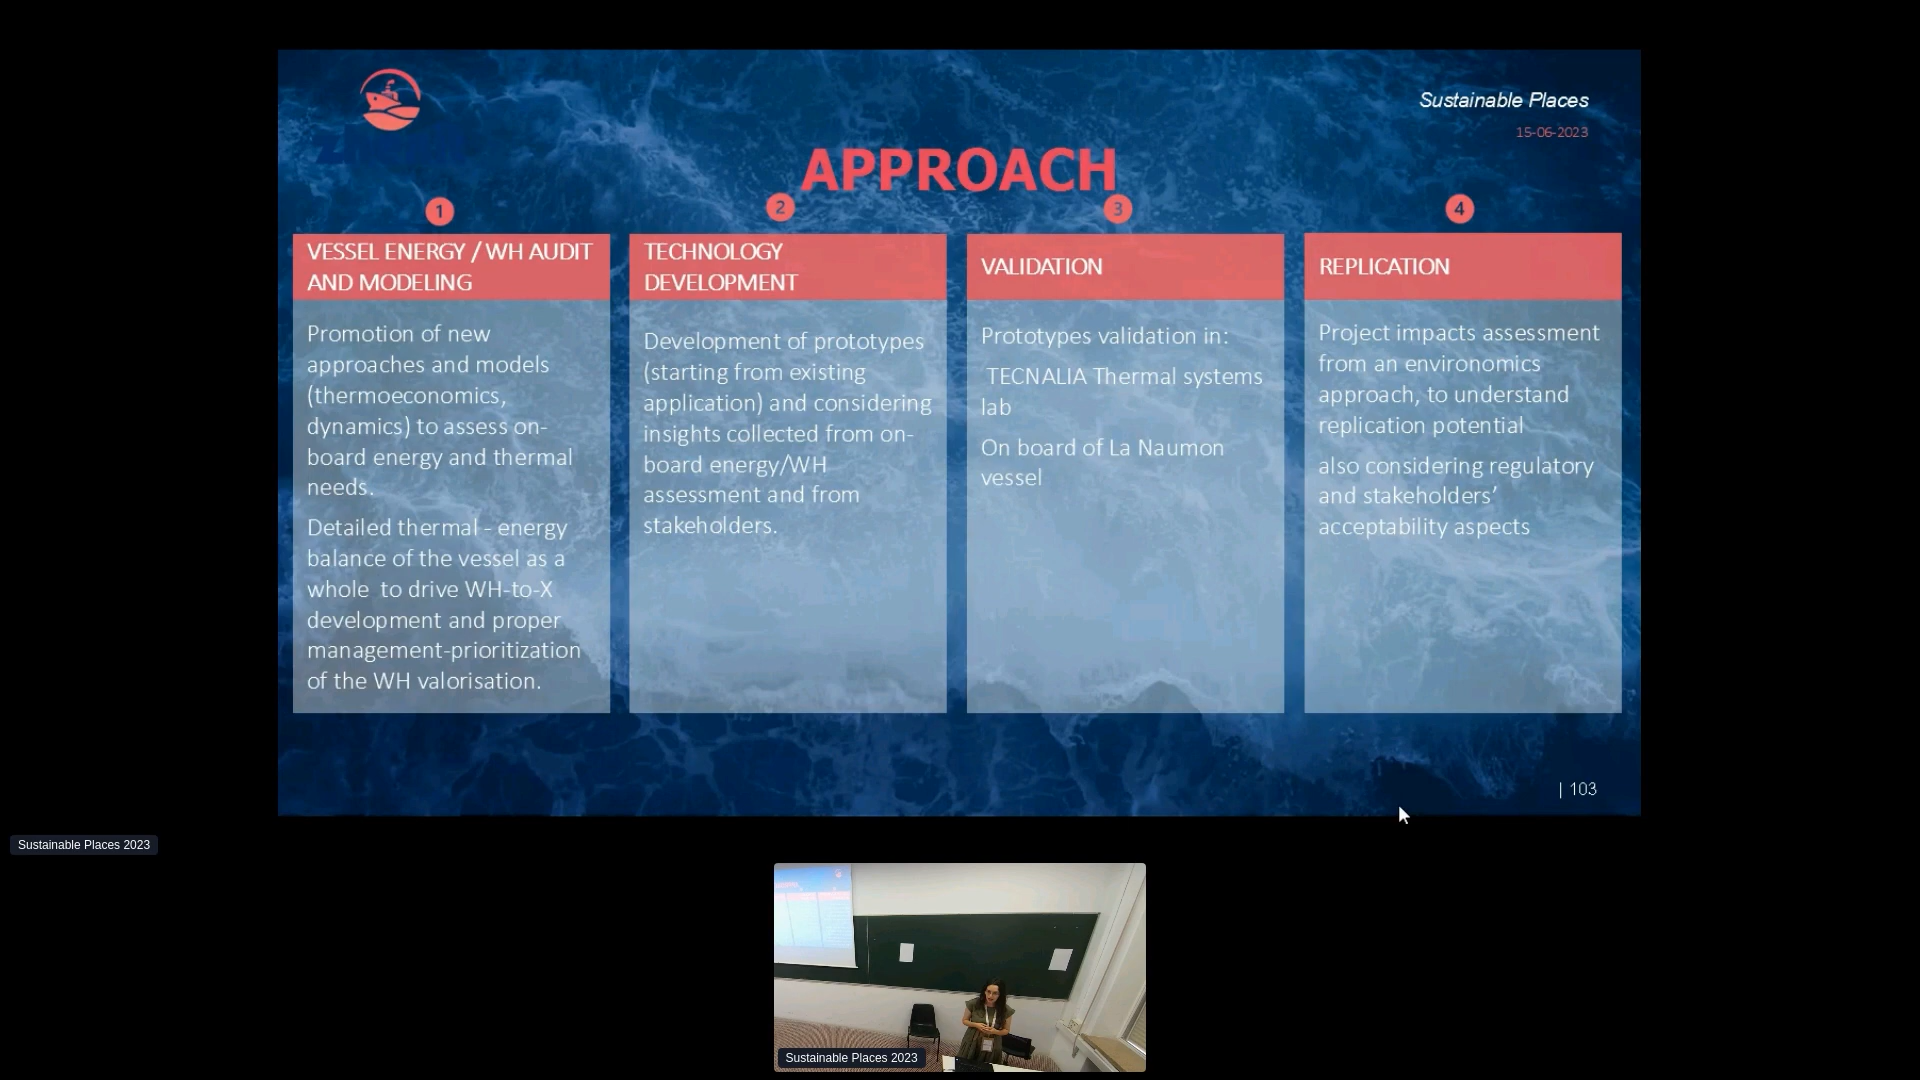 Sustainable Places
15-06-2023
APPROACH
1
VESSEL ENERGY / WH AUDIT
AND MODELING
Promotion of new
approaches and models
(thermoeconomics,
dynamics) to assess on-
board energy and thermal
needs.
Detailed thermal - energy
balance of the vessel as a
whole to drive WH-to-X
development and proper
management-prioritization
of the WH valorisation.
2
TECHNOLOGY
DEVELOPMENT
Development of prototypes
(starting from existing
application) and considering
insights collected from on-
board energy/WH
assessment and from
stakeholders.
3
VALIDATION
Prototypes validation in:
TECNALIA Thermal systems
lab
On board of La Naumon
vessel
4
REPLICATION
Project impacts assessment
from an environomics
approach, to understand
replication potential
also considering regulatory
and stakeholders’
acceptability aspects
| 103
Sustainable Places 2023
Sustainable Places 2023